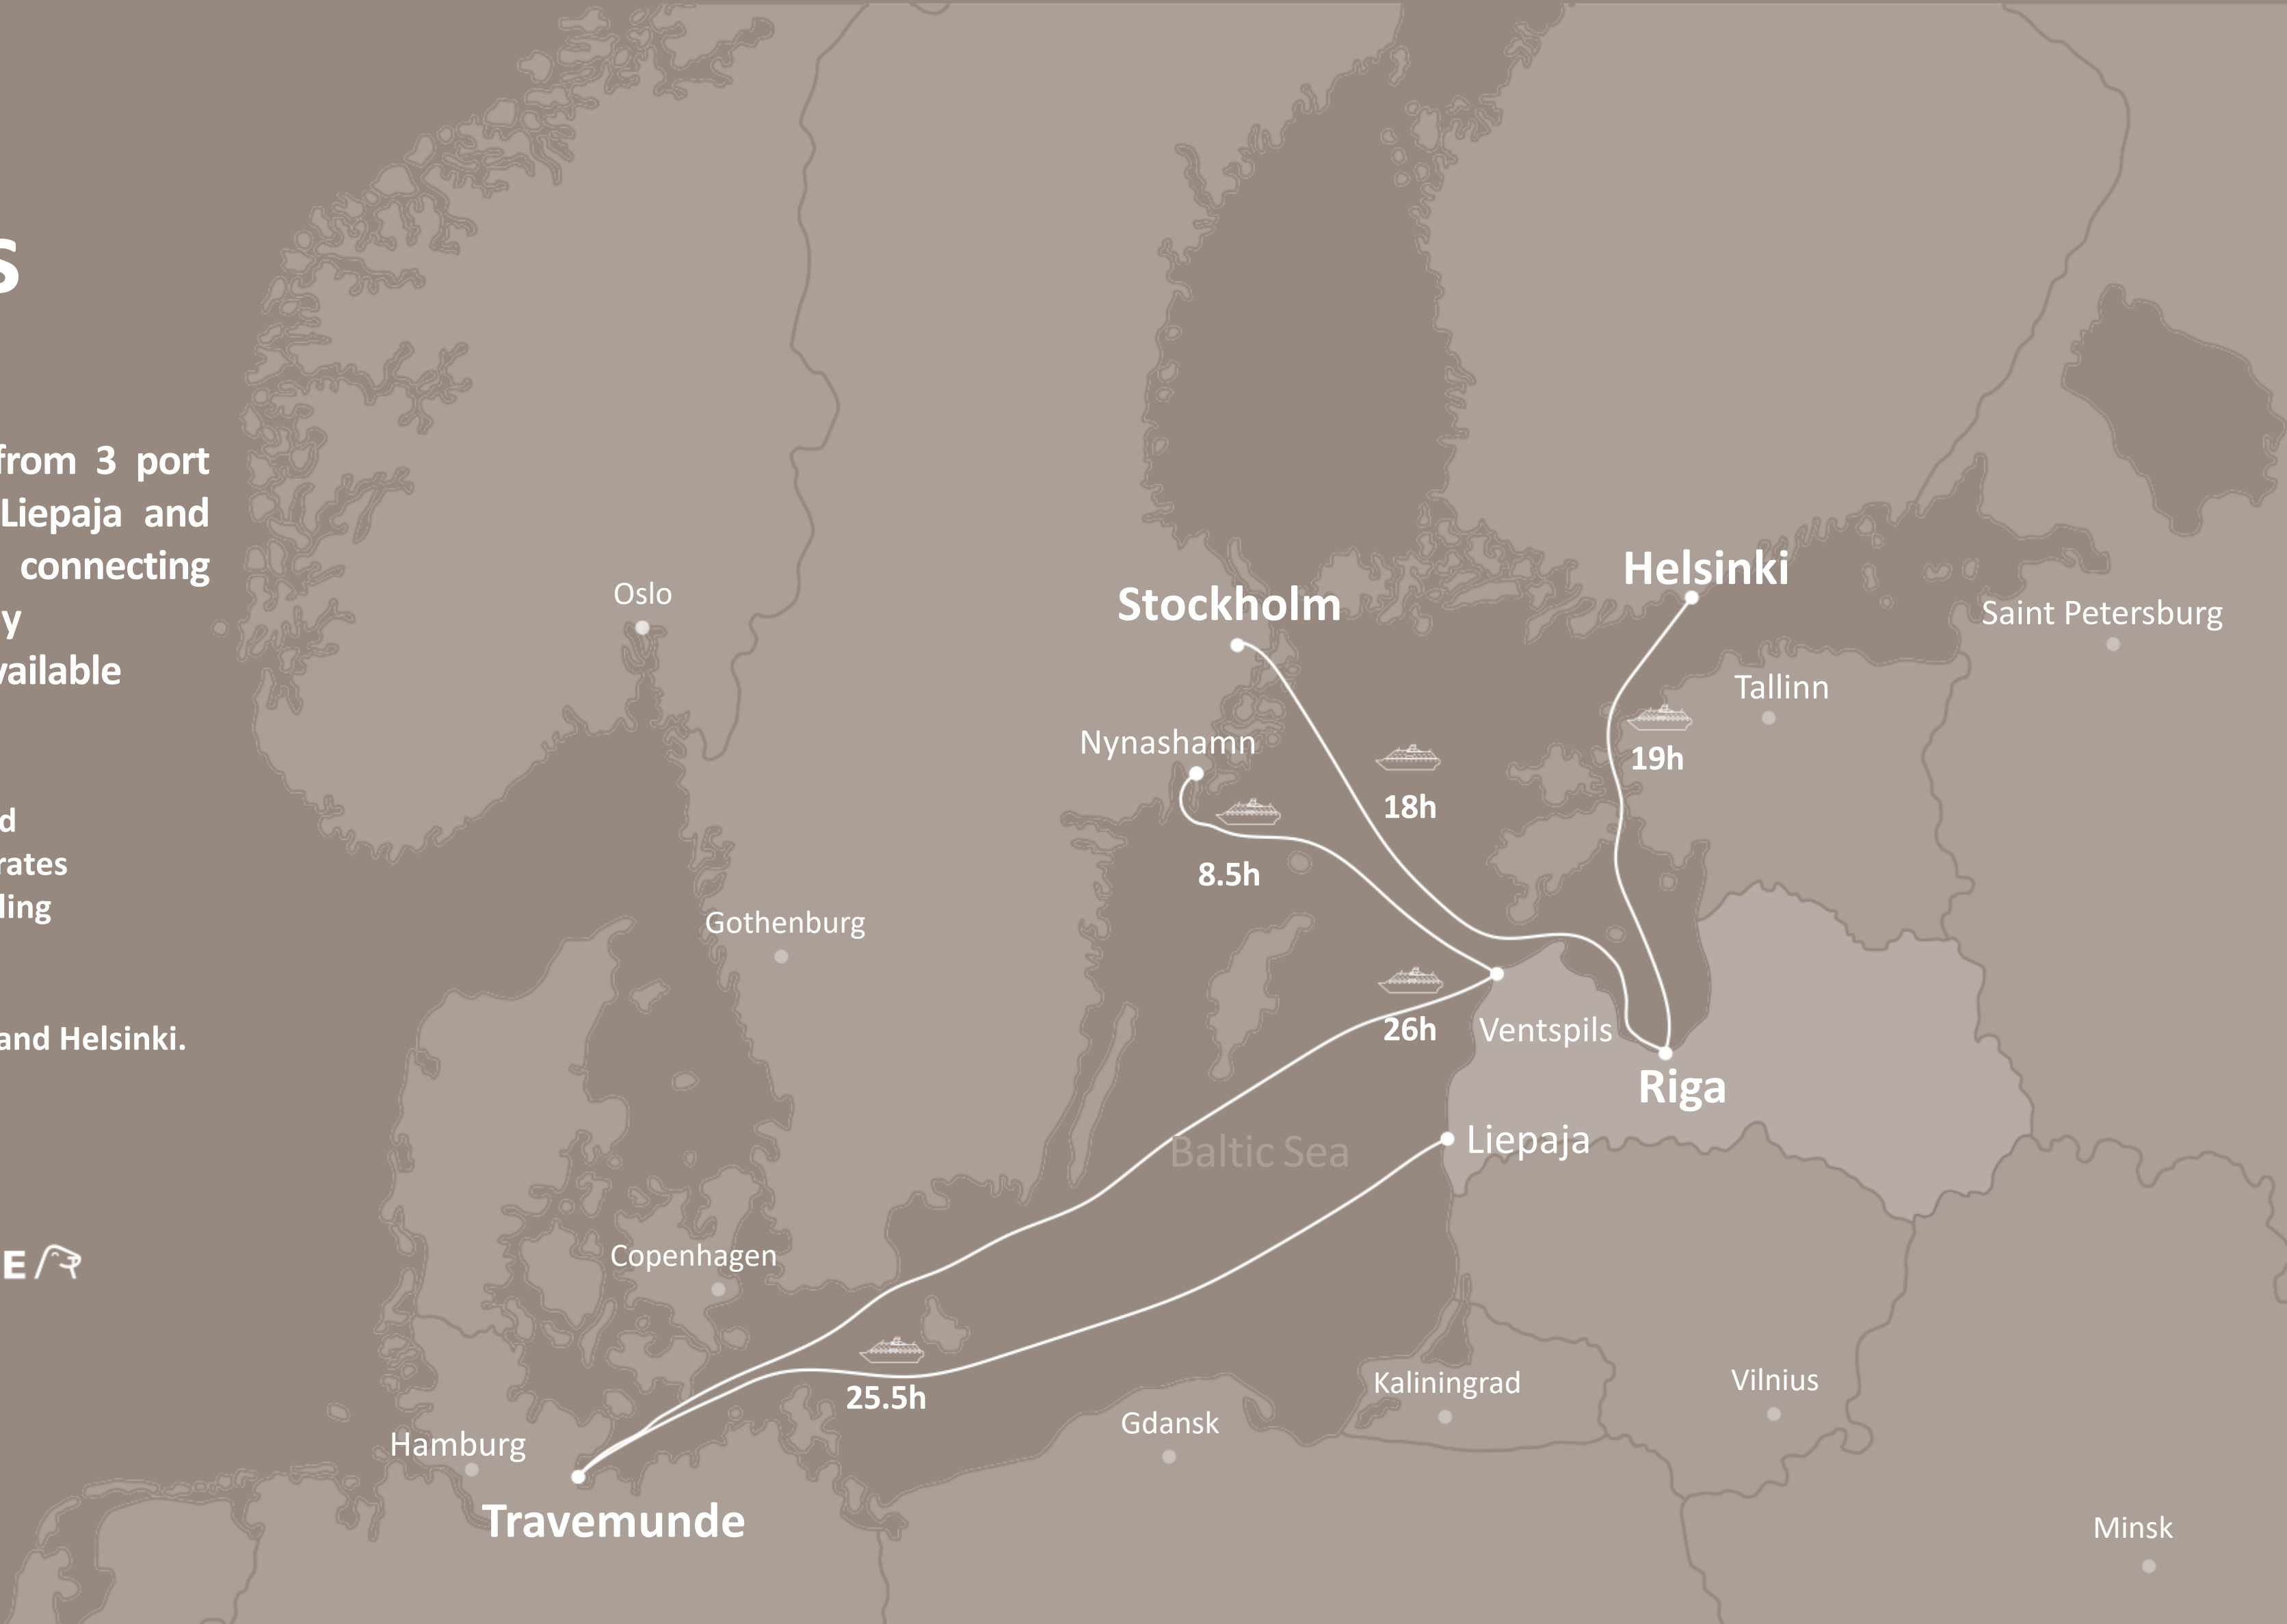 s
from 3 port
Liepaja and
connecting
y
vailable
d
rates
ling
and Helsinki.
E
Oslo
Stockholm
Helsinki
Saint Petersburg
Tallinn
Nynashamn
19h
18h
8.5h
Gothenburg
26h
Ventspils
Riga
Liepaja
Baltic Sea
Copenhagen
25.5h
Kaliningrad
Vilnius
Gdansk
Hamburg
Travemunde
Minsk